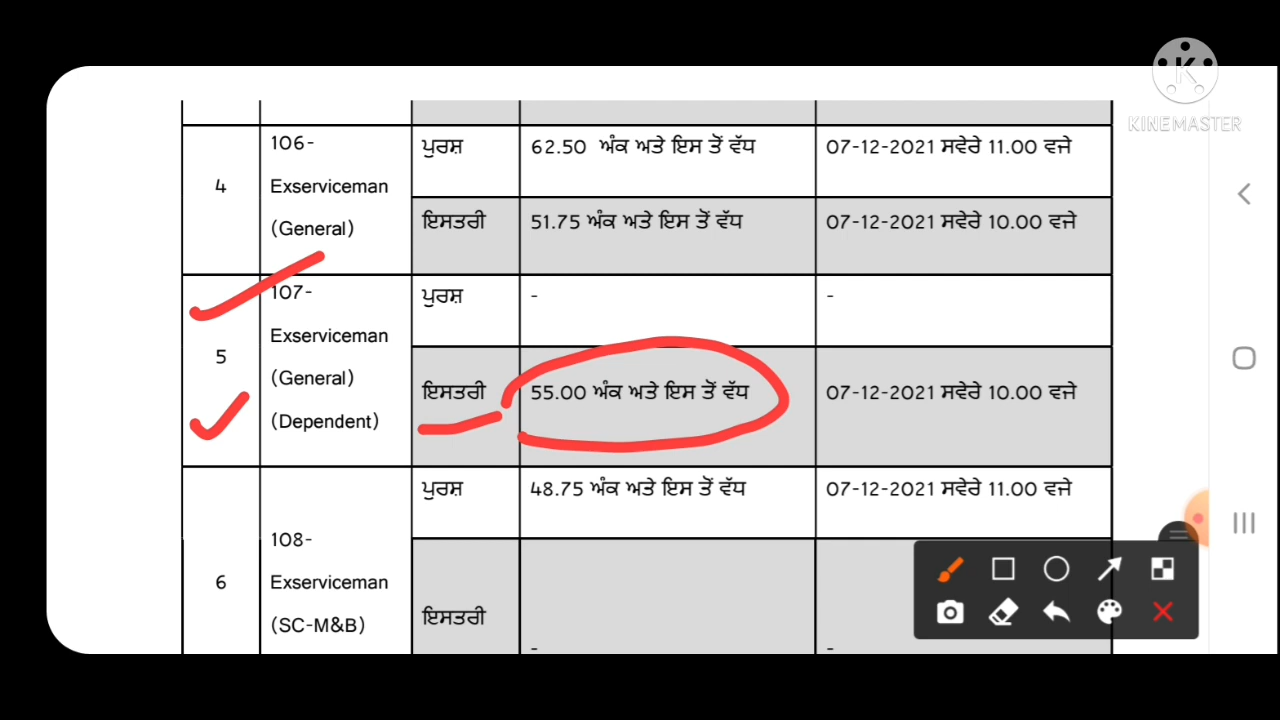 KINEMASTER
4
106-
Exserviceman
(General)
ਪੁਰਸ਼
62.50 ਅੰਕ ਅਤੇ ਇਸ ਤੋਂ ਵੱਧ
07-12-2021 ਸਵੇਰੇ 11.00 ਵਜੇ
ਇਸਤਰੀ
51.75 ਅੰਕ ਅਤੇ ਇਸ ਤੋਂ ਵੱਧ
07-12-2021 ਸਵੇਰੇ 10.00 ਵਜੇ
5
107-
Exserviceman
(General)
(Dependent)
ਪੁਰਸ਼
-
-
ਇਸਤਰੀ
55.00 ਅੰਕ ਅਤੇ ਇਸ ਤੋਂ ਵੱਧ
07-12-2021 ਸਵੇਰੇ 10.00 ਵਜੇ
6
108-
Exserviceman
(SC-M&B)
ਪੁਰਸ਼
48.75 ਅੰਕ ਅਤੇ ਇਸ ਤੋਂ ਵੱਧ
07-12-2021 ਸਵੇਰੇ 11.00 ਵਜੇ
ਇਸਤਰੀ
-
-